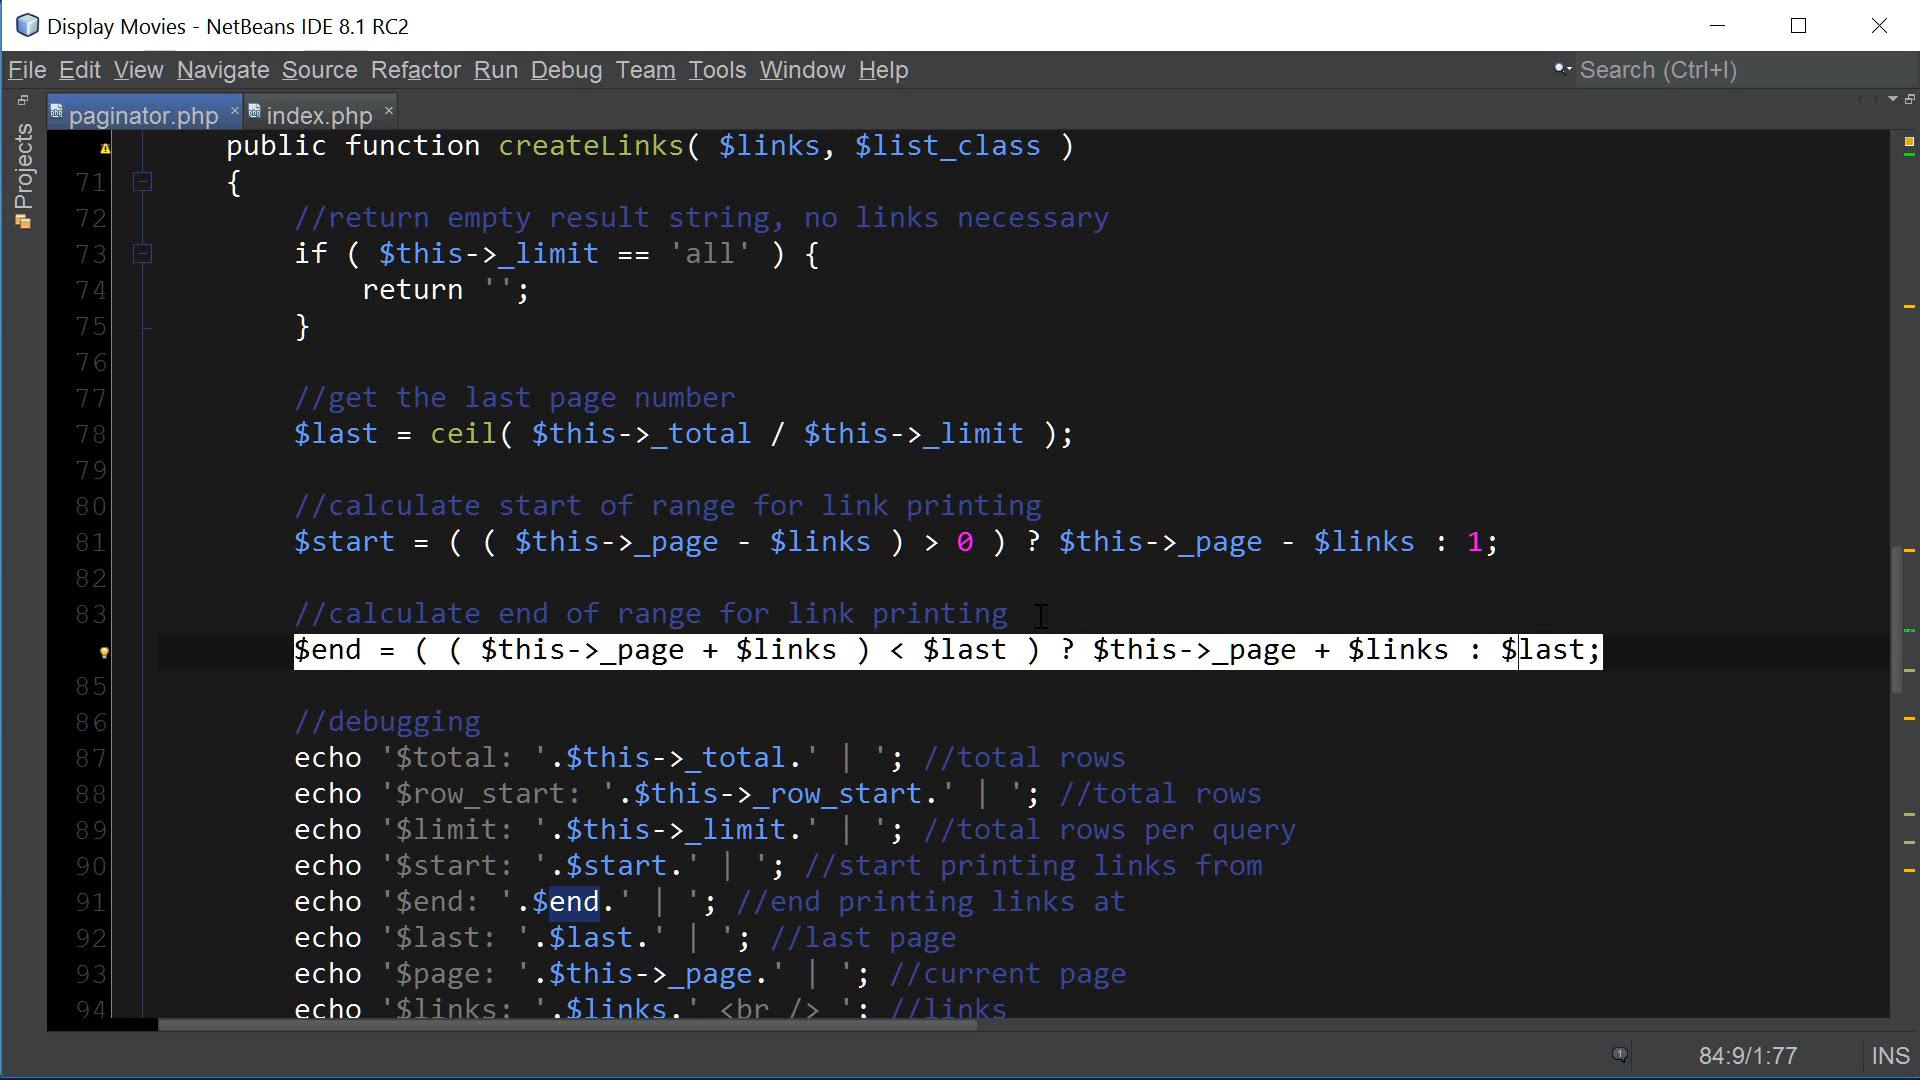 Display Movies - NetBeans IDE 8.1 RC2
File Edit View Navigate Source Refactor Run Debug Team Tools Window Help
Search (Ctrl+I)
Projects
paginator.php × index.php ×
public function createLinks( $links, $list_class )
71 {
72 //return empty result string, no links necessary
73 if ( $this->_limit == 'all' ) {
74 return '';
75 }
76
77 //get the last page number
78 $last = ceil( $this->_total / $this->_limit );
79
80 //calculate start of range for link printing
81 $start = ( ( $this->_page - $links ) > 0 ) ? $this->_page - $links : 1;
82
83 //calculate end of range for link printing
$end = ( ( $this->_page + $links ) < $last ) ? $this->_page + $links : $last;
85
86 //debugging
87 echo '$total: '.$this->_total.' | '; //total rows
88 echo '$row_start: '.$this->_row_start.' | '; //total rows
89 echo '$limit: '.$this->_limit.' | '; //total rows per query
90 echo '$start: '.$start.' | '; //start printing links from
91 echo '$end: '.$end.' | '; //end printing links at
92 echo '$last: '.$last.' | '; //last page
93 echo '$page: '.$this->_page.' | '; //current page
94 echo '$links: '.$links.' <br /> '; //links
1 84:9/1:77 INS